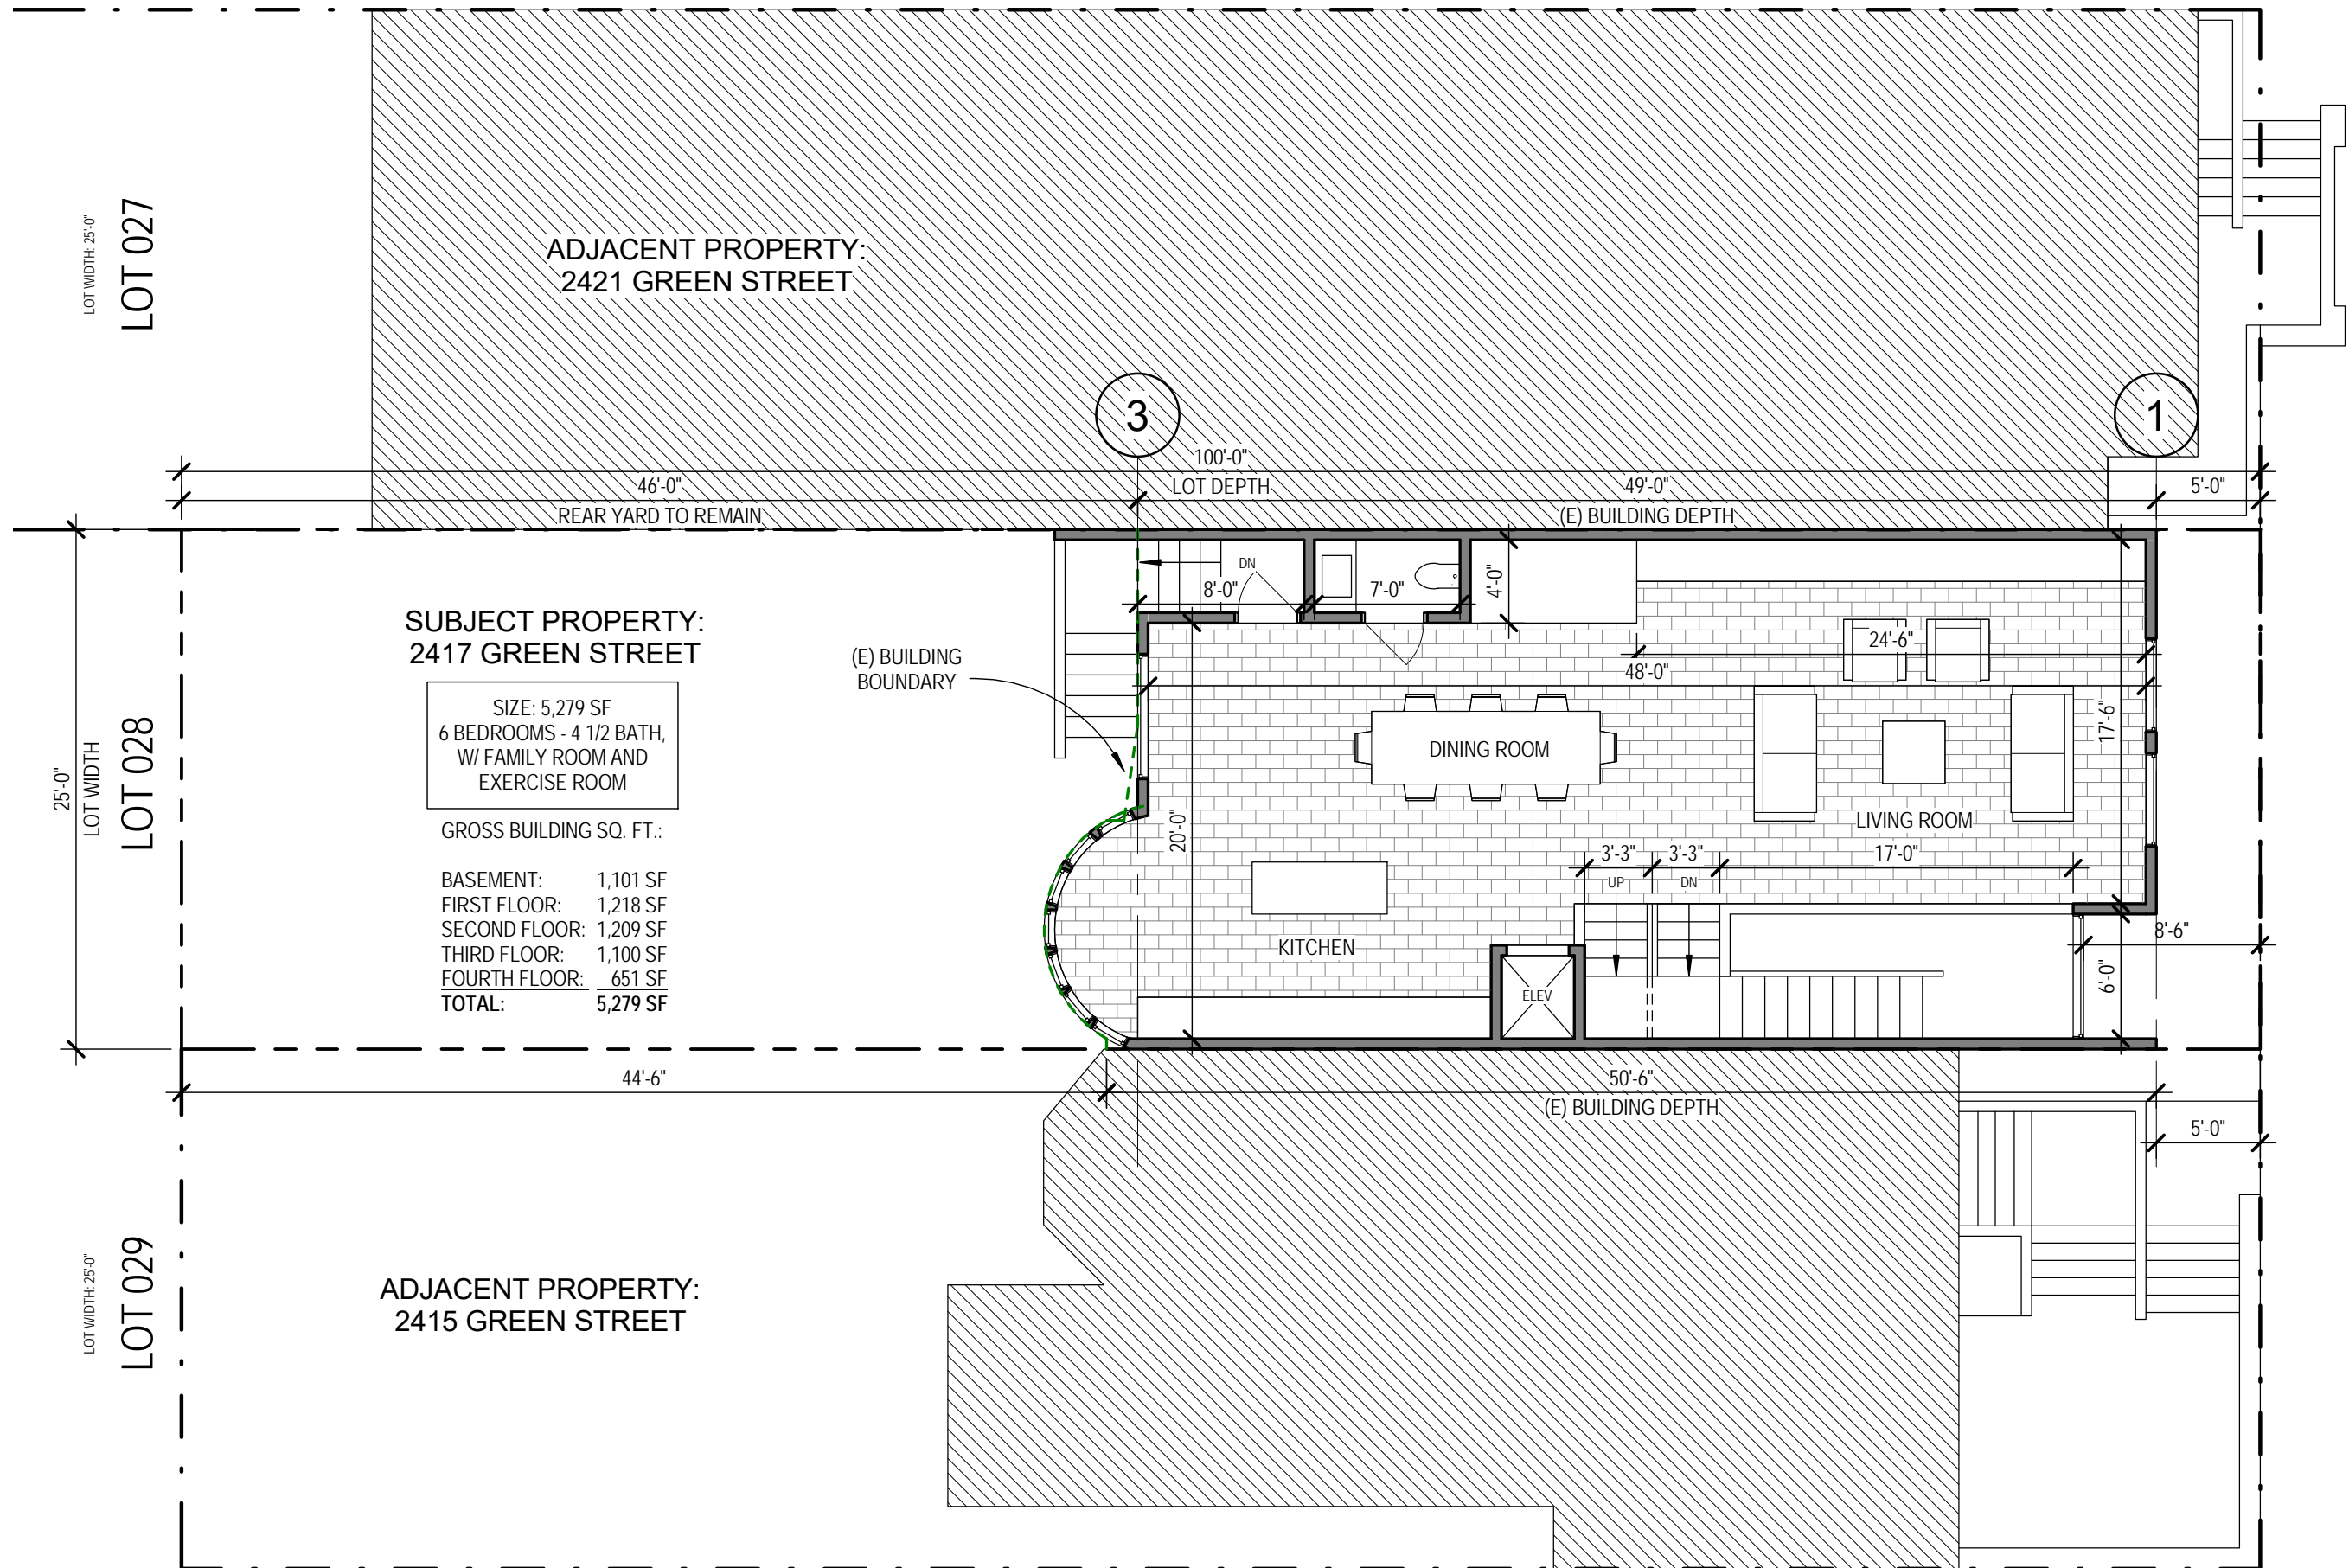 LOT WIDTH: 25'-0"
LOT 027
ADJACENT PROPERTY:
2421 GREEN STREET
3
1
100'-0"
LOT DEPTH
46'-0"
REAR YARD TO REMAIN
49'-0"
(E) BUILDING DEPTH
5'-0"
25'-0"
LOT WIDTH
LOT 028
SUBJECT PROPERTY:
2417 GREEN STREET
SIZE: 5,279 SF
6 BEDROOMS - 4 1/2 BATH,
W/ FAMILY ROOM AND
EXERCISE ROOM
GROSS BUILDING SQ. FT.:
BASEMENT: 1,101 SF
FIRST FLOOR: 1,218 SF
SECOND FLOOR: 1,209 SF
THIRD FLOOR: 1,100 SF
FOURTH FLOOR: 651 SF
TOTAL: 5,279 SF
(E) BUILDING
BOUNDARY
DN
8'-0"
7'-0"
4'-0"
24'-6"
48'-0"
17'-6"
DINING ROOM
LIVING ROOM
20'-0"
3'-3"
3'-3"
17'-0"
UP
DN
KITCHEN
ELEV
8'-6"
6'-0"
44'-6"
50'-6"
(E) BUILDING DEPTH
5'-0"
LOT WIDTH: 25'-0"
LOT 029
ADJACENT PROPERTY:
2415 GREEN STREET